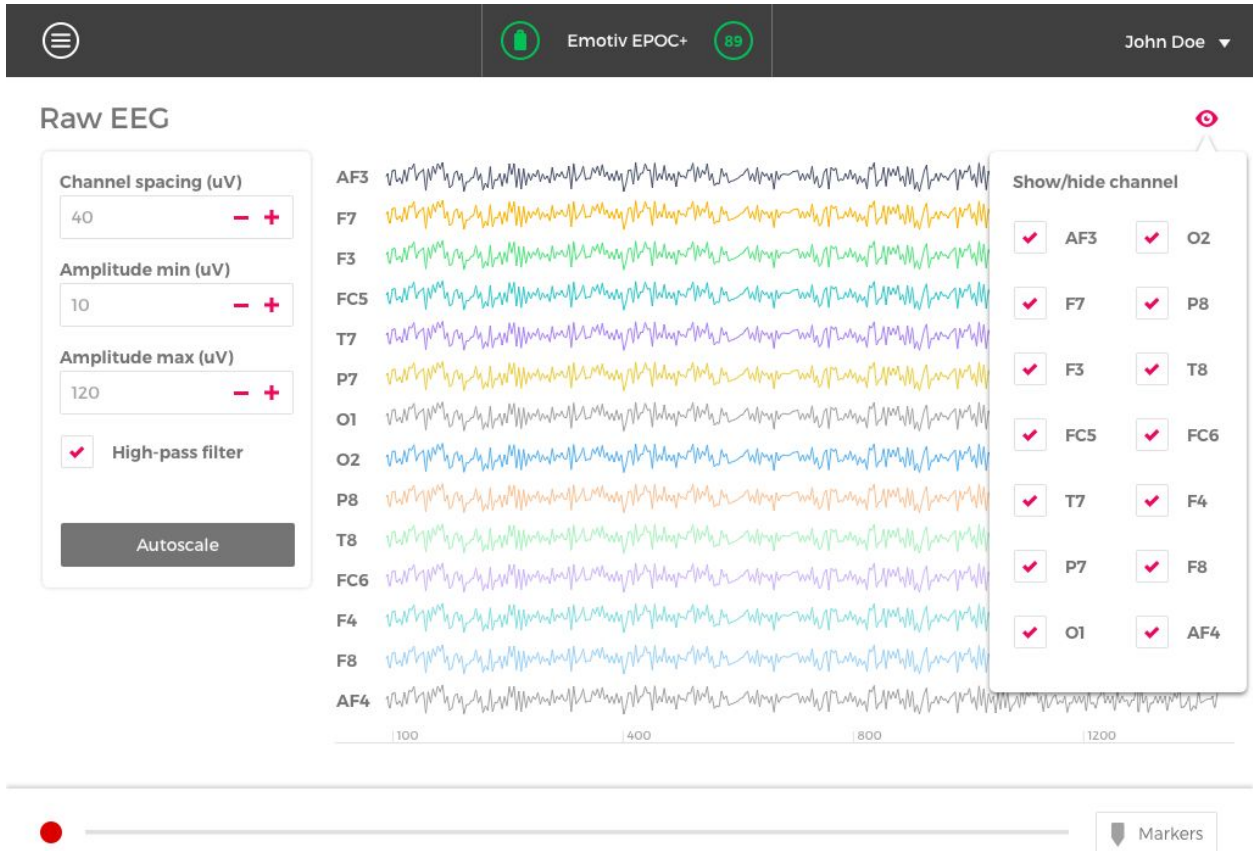 Emotiv EPOC+
89
John Doe
Raw EEG
Channel spacing (uV)
40
Amplitude min (uV)
10
Amplitude max (uV)
120
High-pass filter
Autoscale
AF3
F7
F3
FC5
T7
P7
O1
O2
P8
T8
FC6
F4
F8
AF4
100 400 800 1200
Show/hide channel
AF3 O2
F7 P8
F3 T8
FC5 FC6
T7 F4
P7 F8
O1 AF4
Markers